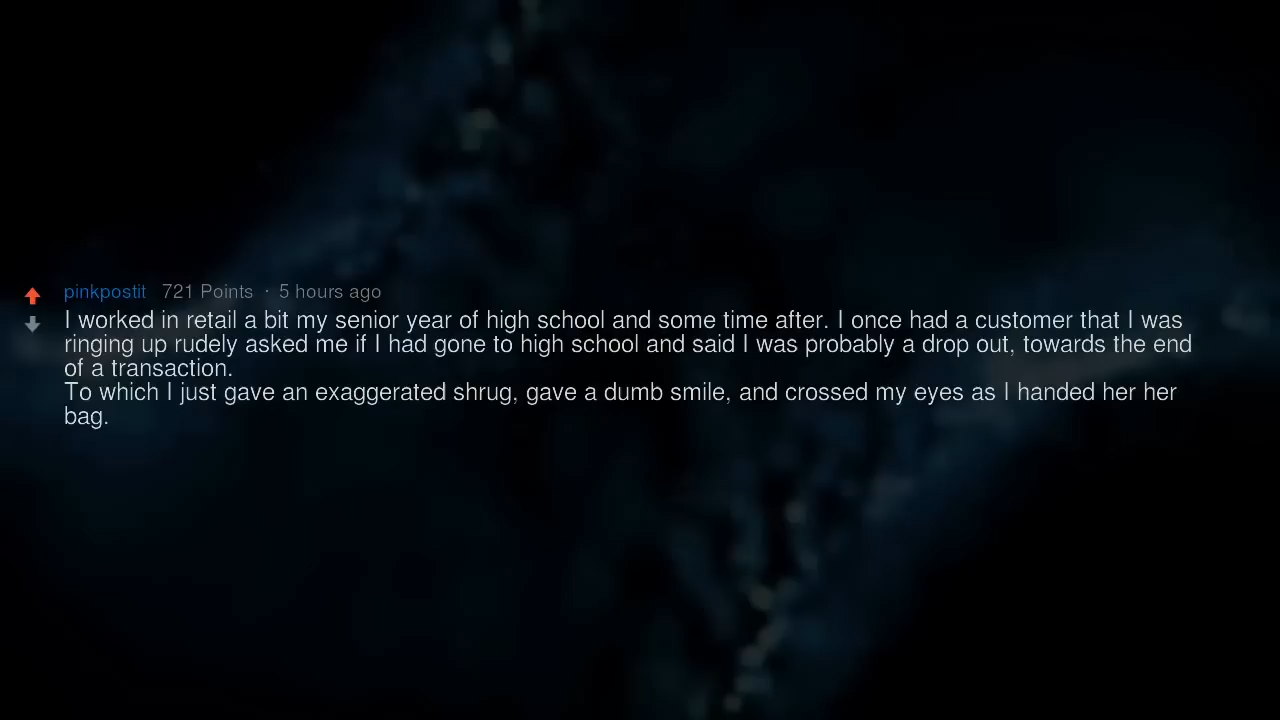 pinkpostit 721 Points · 5 hours ago
I worked in retail a bit my senior year of high school and some time after. I once had a customer that I was
ringing up rudely asked me if I had gone to high school and said I was probably a drop out, towards the end
of a transaction.
To which I just gave an exaggerated shrug, gave a dumb smile, and crossed my eyes as I handed her her
bag.